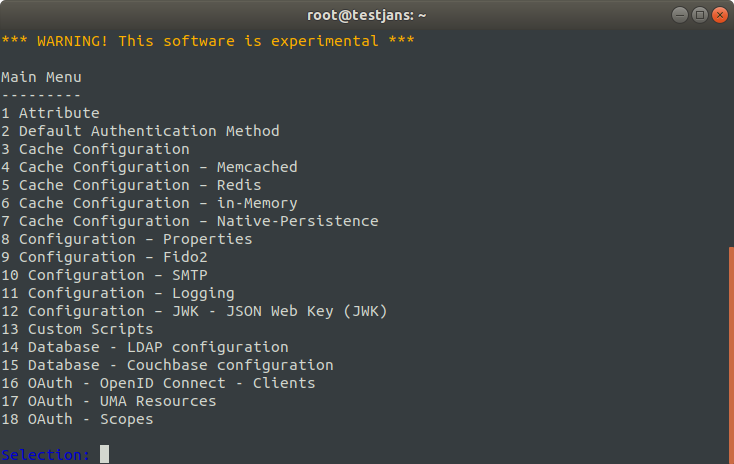 root@testjans: ~
*** WARNING! This software is experimental ***
Main Menu
---------
1 Attribute
2 Default Authentication Method
3 Cache Configuration
4 Cache Configuration – Memcached
5 Cache Configuration – Redis
6 Cache Configuration – in-Memory
7 Cache Configuration – Native-Persistence
8 Configuration – Properties
9 Configuration – Fido2
10 Configuration – SMTP
11 Configuration – Logging
12 Configuration – JWK - JSON Web Key (JWK)
13 Custom Scripts
14 Database - LDAP configuration
15 Database - Couchbase configuration
16 OAuth - OpenID Connect - Clients
17 OAuth - UMA Resources
18 OAuth - Scopes
Selection: